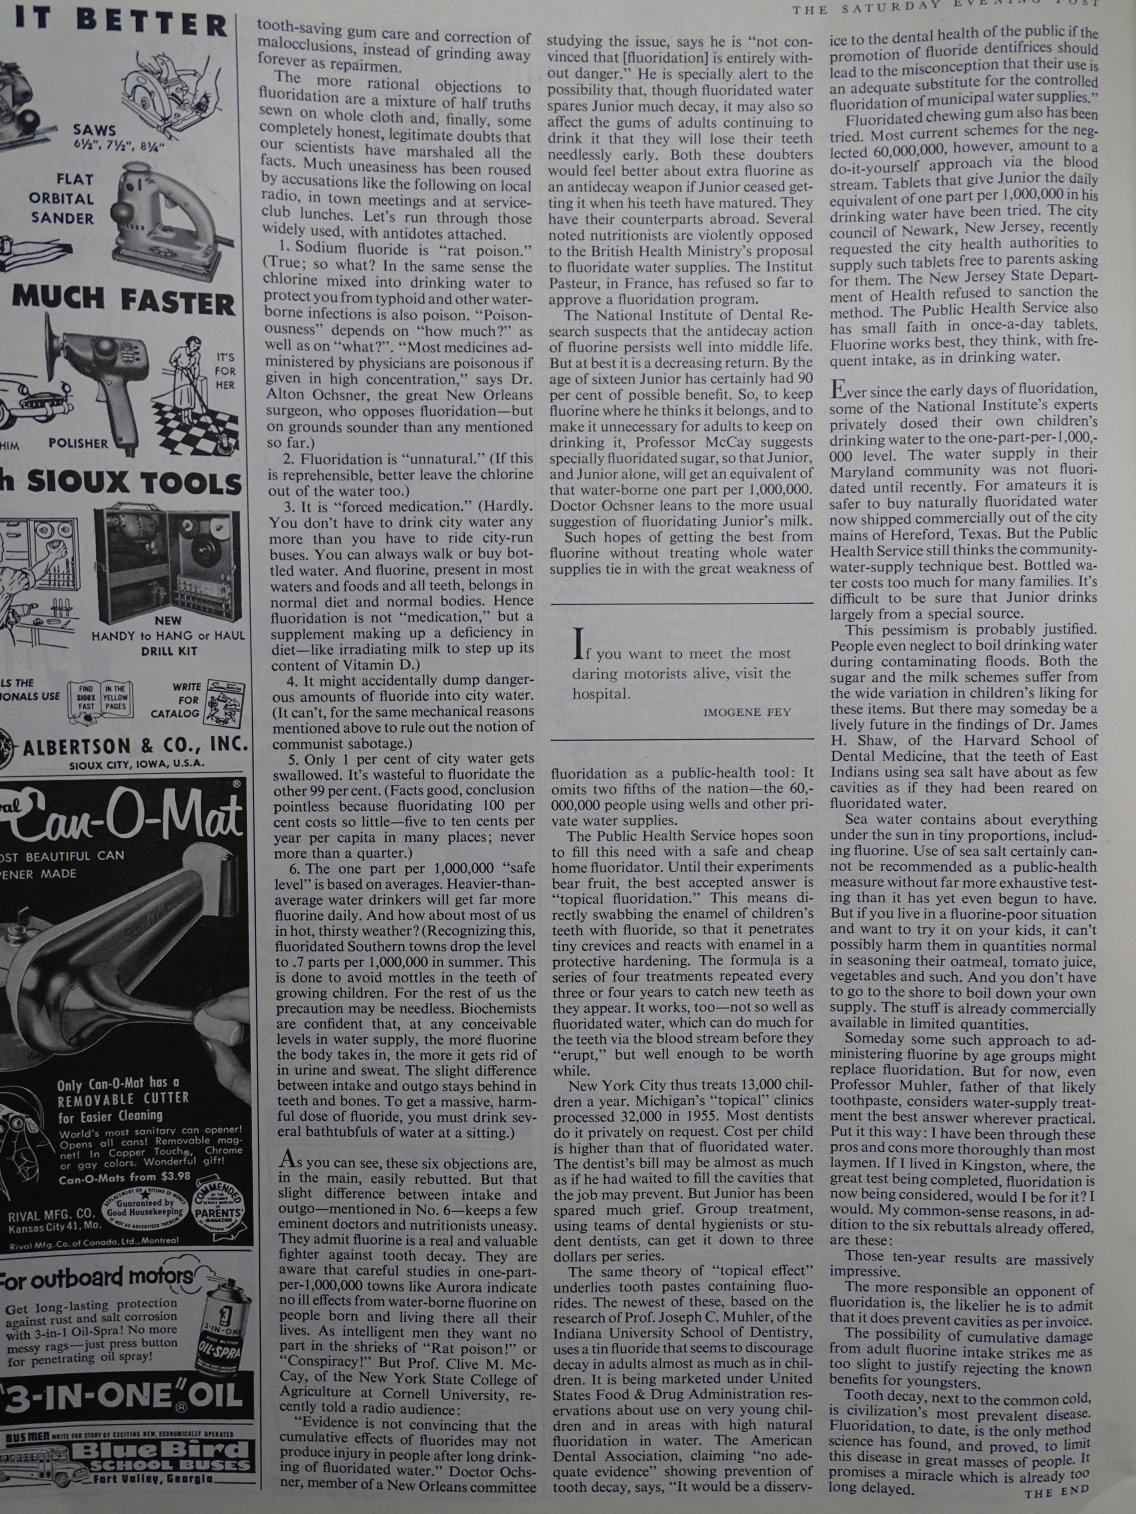 THE SATURDAY EVENING POST
IT BETTER
SAWS
6½”, 7½”, 8¼”
FLAT
ORBITAL
SANDER
MUCH FASTER
IT'S
FOR
HER
HIM
POLISHER
SIOUX TOOLS
NEW
HANDY to HANG or HAUL
DRILL KIT
LS THE
IONALS USE
FIND
SIOUX
FAST
IN THE
YELLOW
PAGES
WRITE
FOR
CATALOG
ALBERTSON & CO., INC.
SIOUX CITY, IOWA, U.S.A.
Can-O-Mat®
OST BEAUTIFUL CAN
ENER MADE
Only Can-O-Mat has a
REMOVABLE CUTTER
for Easier Cleaning
World's most sanitary can opener!
Opens all cans! Removable mag-
net! In Copper Touch®, Chrome
or gay colors. Wonderful gift!
Can-O-Mats from $3.98
Guaranteed by
Good Housekeeping
COMMENDED
PARENTS'
MAGAZINE
RIVAL MFG. CO.
Kansas City 41, Mo.
Rival Mfg. Co. of Canada, Ltd., Montreal
For outboard motors
Get long-lasting protection
against rust and salt corrosion
with 3-in-1 Oil-Spra! No more
messy rags—just press button
for penetrating oil spray!
3-IN-ONE
OIL-SPRA
"3-IN-ONE"® OIL
BUS MEN WRITE FOR STORY OF EXCITING NEW, ECONOMICALLY OPERATED
Blue Bird
SCHOOL BUSES
Fort Valley, Georgia
tooth-saving gum care and correction of
malocclusions, instead of grinding away
forever as repairmen.
The more rational objections to
fluoridation are a mixture of half truths
sewn on whole cloth and, finally, some
completely honest, legitimate doubts that
our scientists have marshaled all the
facts. Much uneasiness has been roused
by accusations like the following on local
radio, in town meetings and at service-
club lunches. Let's run through those
widely used, with antidotes attached.
1. Sodium fluoride is “rat poison.”
(True; so what? In the same sense the
chlorine mixed into drinking water to
protect you from typhoid and other water-
borne infections is also poison. “Poison-
ousness” depends on “how much?” as
well as on “what?”. “Most medicines ad-
ministered by physicians are poisonous if
given in high concentration,” says Dr.
Alton Ochsner, the great New Orleans
surgeon, who opposes fluoridation—but
on grounds sounder than any mentioned
so far.)
2. Fluoridation is “unnatural.” (If this
is reprehensible, better leave the chlorine
out of the water too.)
3. It is “forced medication.” (Hardly.
You don't have to drink city water any
more than you have to ride city-run
buses. You can always walk or buy bot-
tled water. And fluorine, present in most
waters and foods and all teeth, belongs in
normal diet and normal bodies. Hence
fluoridation is not “medication,” but a
supplement making up a deficiency in
diet—like irradiating milk to step up its
content of Vitamin D.)
4. It might accidentally dump danger-
ous amounts of fluoride into city water.
(It can't, for the same mechanical reasons
mentioned above to rule out the notion of
communist sabotage.)
5. Only 1 per cent of city water gets
swallowed. It's wasteful to fluoridate the
other 99 per cent. (Facts good, conclusion
pointless because fluoridating 100 per
cent costs so little—five to ten cents per
year per capita in many places; never
more than a quarter.)
6. The one part per 1,000,000 “safe
level” is based on averages. Heavier-than-
average water drinkers will get far more
fluorine daily. And how about most of us
in hot, thirsty weather? (Recognizing this,
fluoridated Southern towns drop the level
to .7 parts per 1,000,000 in summer. This
is done to avoid mottles in the teeth of
growing children. For the rest of us the
precaution may be needless. Biochemists
are confident that, at any conceivable
levels in water supply, the more fluorine
the body takes in, the more it gets rid of
in urine and sweat. The slight difference
between intake and outgo stays behind in
teeth and bones. To get a massive, harm-
ful dose of fluoride, you must drink sev-
eral bathtubfuls of water at a sitting.)
As you can see, these six objections are,
in the main, easily rebutted. But that
slight difference between intake and
outgo—mentioned in No. 6—keeps a few
eminent doctors and nutritionists uneasy.
They admit fluorine is a real and valuable
fighter against tooth decay. They are
aware that careful studies in one-part-
per-1,000,000 towns like Aurora indicate
no ill effects from water-borne fluorine on
people born and living there all their
lives. As intelligent men they want no
part in the shrieks of “Rat poison!” or
“Conspiracy!” But Prof. Clive M. Mc-
Cay, of the New York State College of
Agriculture at Cornell University, re-
cently told a radio audience:
“Evidence is not convincing that the
cumulative effects of fluorides may not
produce injury in people after long drink-
ing of fluoridated water.” Doctor Ochs-
ner, member of a New Orleans committee
studying the issue, says he is “not con-
vinced that [fluoridation] is entirely with-
out danger.” He is specially alert to the
possibility that, though fluoridated water
spares Junior much decay, it may also so
affect the gums of adults continuing to
drink it that they will lose their teeth
needlessly early. Both these doubters
would feel better about extra fluorine as
an antidecay weapon if Junior ceased get-
ting it when his teeth have matured. They
have their counterparts abroad. Several
noted nutritionists are violently opposed
to the British Health Ministry's proposal
to fluoridate water supplies. The Institut
Pasteur, in France, has refused so far to
approve a fluoridation program.
The National Institute of Dental Re-
search suspects that the antidecay action
of fluorine persists well into middle life.
But at best it is a decreasing return. By the
age of sixteen Junior has certainly had 90
per cent of possible benefit. So, to keep
fluorine where he thinks it belongs, and to
make it unnecessary for adults to keep on
drinking it, Professor McCay suggests
specially fluoridated sugar, so that Junior,
and Junior alone, will get an equivalent of
that water-borne one part per 1,000,000.
Doctor Ochsner leans to the more usual
suggestion of fluoridating Junior's milk.
Such hopes of getting the best from
fluorine without treating whole water
supplies tie in with the great weakness of
If you want to meet the most
daring motorists alive, visit the
hospital.
IMOGENE FEY
fluoridation as a public-health tool: It
omits two fifths of the nation—the 60,-
000,000 people using wells and other pri-
vate water supplies.
The Public Health Service hopes soon
to fill this need with a safe and cheap
home fluoridator. Until their experiments
bear fruit, the best accepted answer is
“topical fluoridation.” This means di-
rectly swabbing the enamel of children's
teeth with fluoride, so that it penetrates
tiny crevices and reacts with enamel in a
protective hardening. The formula is a
series of four treatments repeated every
three or four years to catch new teeth as
they appear. It works, too—not so well as
fluoridated water, which can do much for
the teeth via the blood stream before they
“erupt,” but well enough to be worth
while.
New York City thus treats 13,000 chil-
dren a year. Michigan's “topical” clinics
processed 32,000 in 1955. Most dentists
do it privately on request. Cost per child
is higher than that of fluoridated water.
The dentist's bill may be almost as much
as if he had waited to fill the cavities that
the job may prevent. But Junior has been
spared much grief. Group treatment,
using teams of dental hygienists or stu-
dent dentists, can get it down to three
dollars per series.
The same theory of “topical effect”
underlies tooth pastes containing fluo-
rides. The newest of these, based on the
research of Prof. Joseph C. Muhler, of the
Indiana University School of Dentistry,
uses a tin fluoride that seems to discourage
decay in adults almost as much as in chil-
dren. It is being marketed under United
States Food & Drug Administration res-
ervations about use on very young chil-
dren and in areas with high natural
fluoridation in water. The American
Dental Association, claiming “no ade-
quate evidence” showing prevention of
tooth decay, says, “It would be a disserv-
ice to the dental health of the public if the
promotion of fluoride dentifrices should
lead to the misconception that their use is
an adequate substitute for the controlled
fluoridation of municipal water supplies.”
Fluoridated chewing gum also has been
tried. Most current schemes for the neg-
lected 60,000,000, however, amount to a
do-it-yourself approach via the blood
stream. Tablets that give Junior the daily
equivalent of one part per 1,000,000 in his
drinking water have been tried. The city
council of Newark, New Jersey, recently
requested the city health authorities to
supply such tablets free to parents asking
for them. The New Jersey State Depart-
ment of Health refused to sanction the
method. The Public Health Service also
has small faith in once-a-day tablets.
Fluorine works best, they think, with fre-
quent intake, as in drinking water.
Ever since the early days of fluoridation,
some of the National Institute's experts
privately dosed their own children's
drinking water to the one-part-per-1,000,-
000 level. The water supply in their
Maryland community was not fluori-
dated until recently. For amateurs it is
safer to buy naturally fluoridated water
now shipped commercially out of the city
mains of Hereford, Texas. But the Public
Health Service still thinks the community-
water-supply technique best. Bottled wa-
ter costs too much for many families. It's
difficult to be sure that Junior drinks
largely from a special source.
This pessimism is probably justified.
People even neglect to boil drinking water
during contaminating floods. Both the
sugar and the milk schemes suffer from
the wide variation in children's liking for
these items. But there may someday be a
lively future in the findings of Dr. James
H. Shaw, of the Harvard School of
Dental Medicine, that the teeth of East
Indians using sea salt have about as few
cavities as if they had been reared on
fluoridated water.
Sea water contains about everything
under the sun in tiny proportions, includ-
ing fluorine. Use of sea salt certainly can-
not be recommended as a public-health
measure without far more exhaustive test-
ing than it has yet even begun to have.
But if you live in a fluorine-poor situation
and want to try it on your kids, it can't
possibly harm them in quantities normal
in seasoning their oatmeal, tomato juice,
vegetables and such. And you don't have
to go to the shore to boil down your own
supply. The stuff is already commercially
available in limited quantities.
Someday some such approach to ad-
ministering fluorine by age groups might
replace fluoridation. But for now, even
Professor Muhler, father of that likely
toothpaste, considers water-supply treat-
ment the best answer wherever practical.
Put it this way: I have been through these
pros and cons more thoroughly than most
laymen. If I lived in Kingston, where, the
great test being completed, fluoridation is
now being considered, would I be for it? I
would. My common-sense reasons, in ad-
dition to the six rebuttals already offered,
are these:
Those ten-year results are massively
impressive.
The more responsible an opponent of
fluoridation is, the likelier he is to admit
that it does prevent cavities as per invoice.
The possibility of cumulative damage
from adult fluorine intake strikes me as
too slight to justify rejecting the known
benefits for youngsters.
Tooth decay, next to the common cold,
is civilization's most prevalent disease.
Fluoridation, to date, is the only method
science has found, and proved, to limit
this disease in great masses of people. It
promises a miracle which is already too
long delayed.
THE END